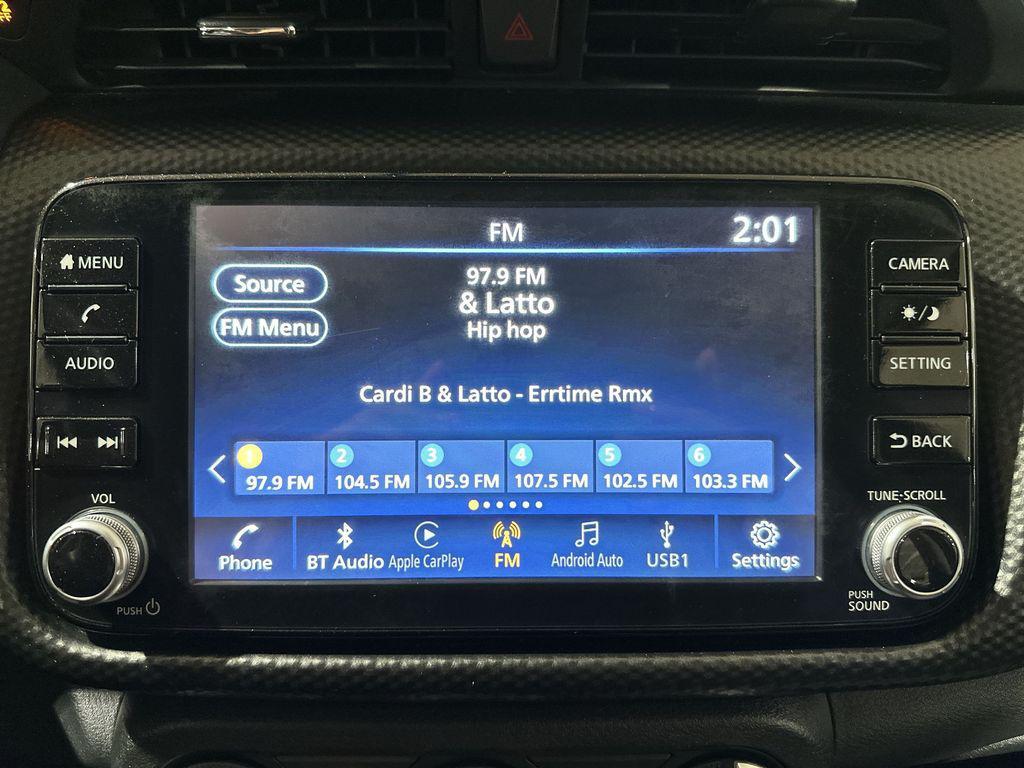 FM
2:01
MENU
AUDIO
VOL
PUSH
Source
FM Menu
97.9 FM
& Latto
Hip hop
Cardi B & Latto - Errtime Rmx
1
97.9 FM
2
104.5 FM
3
105.9 FM
4
107.5 FM
5
102.5 FM
6
103.3 FM
Phone
BT Audio
Apple CarPlay
FM
Android Auto
USB1
Settings
CAMERA
SETTING
BACK
TUNE·SCROLL
PUSH
SOUND